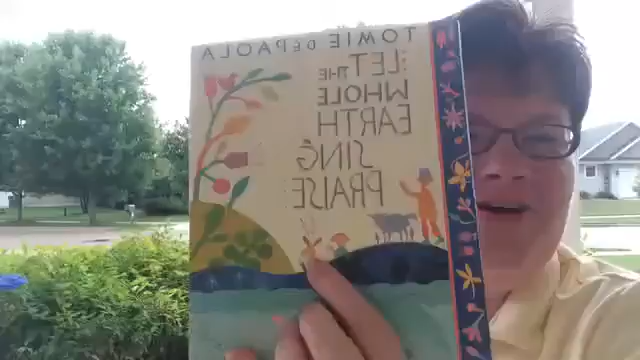 TOMIE DEPAOLA
LET THE
WHOLE
EARTH
SING
PRAISE